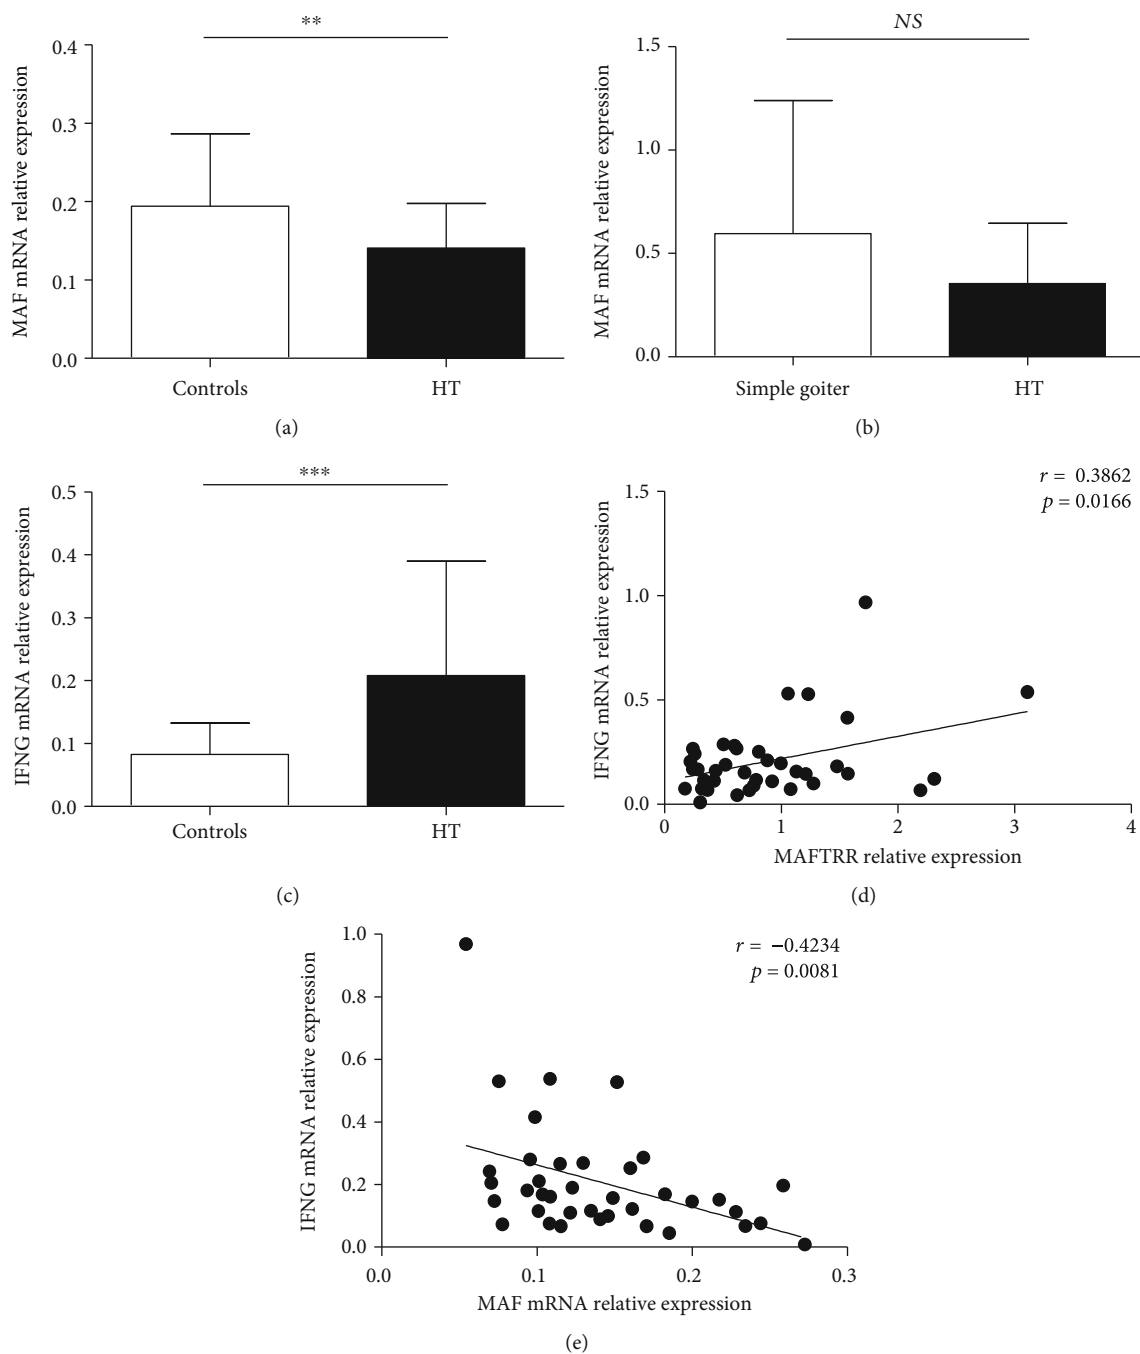 **
MAF mRNA relative expression
0.4
0.3
0.2
0.1
0.0
Controls
HT
(a)
NS
MAF mRNA relative expression
1.5
1.0
0.5
0.0
Simple goiter
HT
(b)
***
IFNG mRNA relative expression
0.5
0.4
0.3
0.2
0.1
0.0
Controls
HT
(c)
r = 0.3862
p = 0.0166
IFNG mRNA relative expression
1.5
1.0
0.5
0.0
0 1 2 3 4
MAFTRR relative expression
(d)
r = −0.4234
p = 0.0081
IFNG mRNA relative expression
1.0
0.8
0.6
0.4
0.2
0.0
0.0 0.1 0.2 0.3
MAF mRNA relative expression
(e)